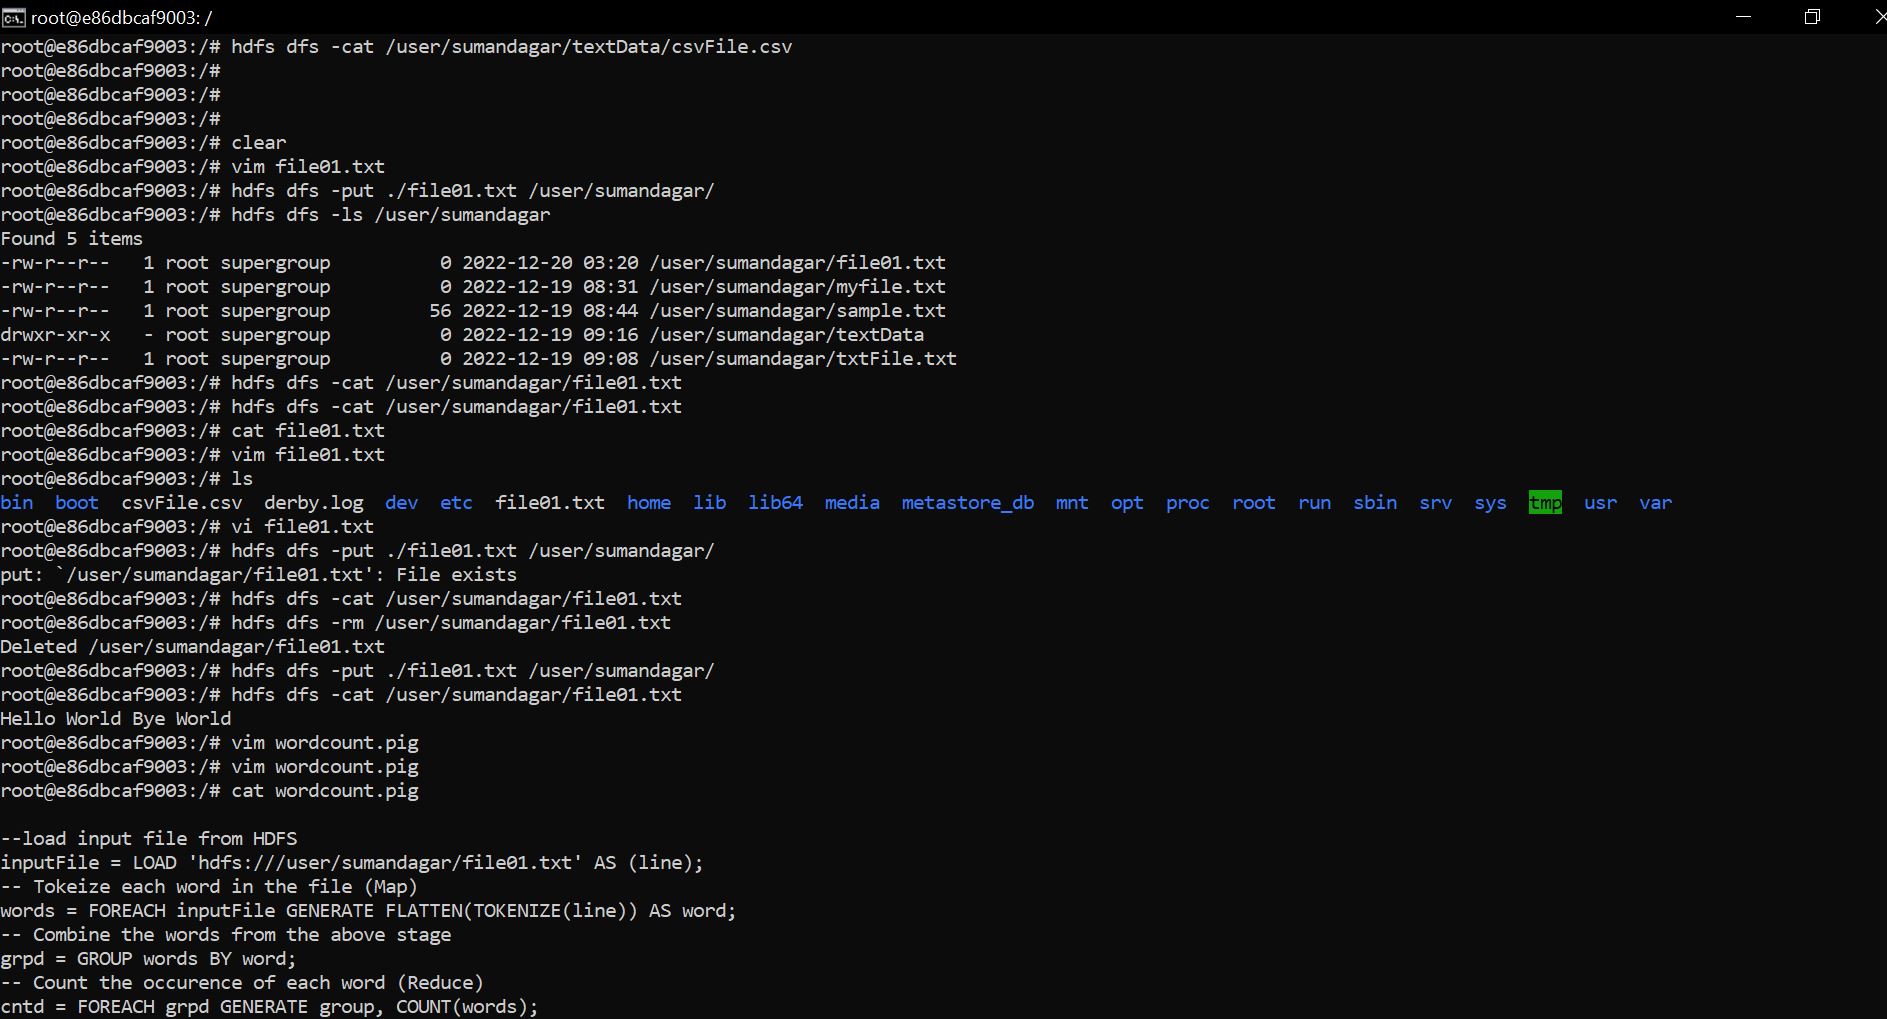 root@e86dbcaf9003: /
root@e86dbcaf9003:/# hdfs dfs -cat /user/sumandagar/textData/csvFile.csv
root@e86dbcaf9003:/#
root@e86dbcaf9003:/#
root@e86dbcaf9003:/#
root@e86dbcaf9003:/# clear
root@e86dbcaf9003:/# vim file01.txt
root@e86dbcaf9003:/# hdfs dfs -put ./file01.txt /user/sumandagar/
root@e86dbcaf9003:/# hdfs dfs -ls /user/sumandagar
Found 5 items
-rw-r--r--   1 root supergroup          0 2022-12-20 03:20 /user/sumandagar/file01.txt
-rw-r--r--   1 root supergroup          0 2022-12-19 08:31 /user/sumandagar/myfile.txt
-rw-r--r--   1 root supergroup         56 2022-12-19 08:44 /user/sumandagar/sample.txt
drwxr-xr-x   - root supergroup          0 2022-12-19 09:16 /user/sumandagar/textData
-rw-r--r--   1 root supergroup          0 2022-12-19 09:08 /user/sumandagar/txtFile.txt
root@e86dbcaf9003:/# hdfs dfs -cat /user/sumandagar/file01.txt
root@e86dbcaf9003:/# hdfs dfs -cat /user/sumandagar/file01.txt
root@e86dbcaf9003:/# cat file01.txt
root@e86dbcaf9003:/# vim file01.txt
root@e86dbcaf9003:/# ls
bin  boot  csvFile.csv  derby.log  dev  etc  file01.txt  home  lib  lib64  media  metastore_db  mnt  opt  proc  root  run  sbin  srv  sys  tmp  usr  var
root@e86dbcaf9003:/# vi file01.txt
root@e86dbcaf9003:/# hdfs dfs -put ./file01.txt /user/sumandagar/
put: `/user/sumandagar/file01.txt': File exists
root@e86dbcaf9003:/# hdfs dfs -cat /user/sumandagar/file01.txt
root@e86dbcaf9003:/# hdfs dfs -rm /user/sumandagar/file01.txt
Deleted /user/sumandagar/file01.txt
root@e86dbcaf9003:/# hdfs dfs -put ./file01.txt /user/sumandagar/
root@e86dbcaf9003:/# hdfs dfs -cat /user/sumandagar/file01.txt
Hello World Bye World
root@e86dbcaf9003:/# vim wordcount.pig
root@e86dbcaf9003:/# vim wordcount.pig
root@e86dbcaf9003:/# cat wordcount.pig
--load input file from HDFS
inputFile = LOAD 'hdfs:///user/sumandagar/file01.txt' AS (line);
-- Tokeize each word in the file (Map)
words = FOREACH inputFile GENERATE FLATTEN(TOKENIZE(line)) AS word;
-- Combine the words from the above stage
grpd = GROUP words BY word;
-- Count the occurence of each word (Reduce)
cntd = FOREACH grpd GENERATE group, COUNT(words);